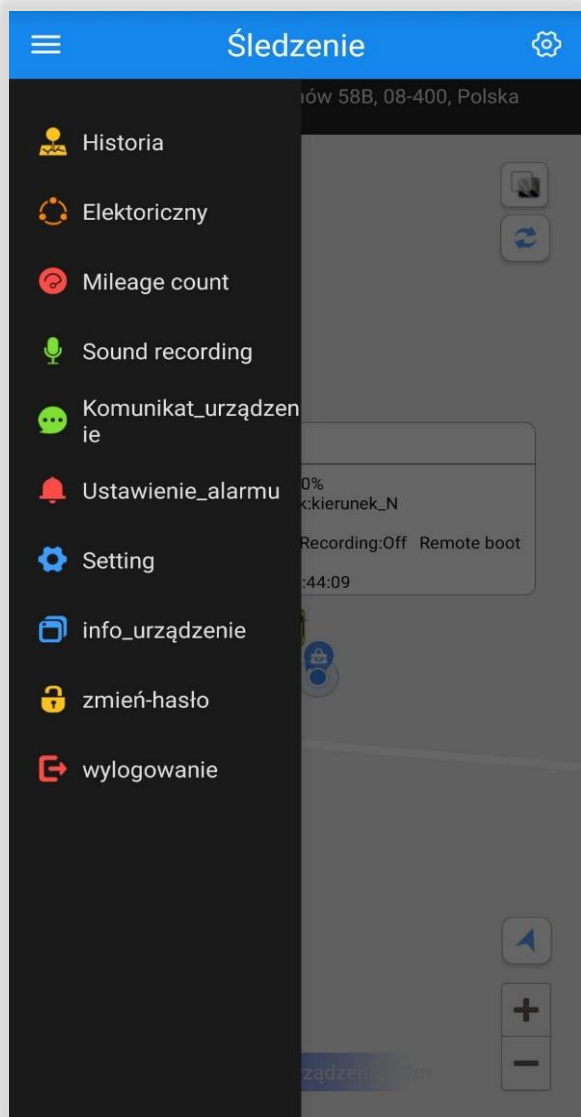 Śledzenie
ów 58B, 08-400, Polska
Historia
Elektoriczny
Mileage count
Sound recording
Komunikat_urządzen
ie
Ustawienie_alarmu
0%
k:kierunek_N
Setting
Recording:Off Remote boot
:44:09
info_urządzenie
zmień-hasło
wylogowanie